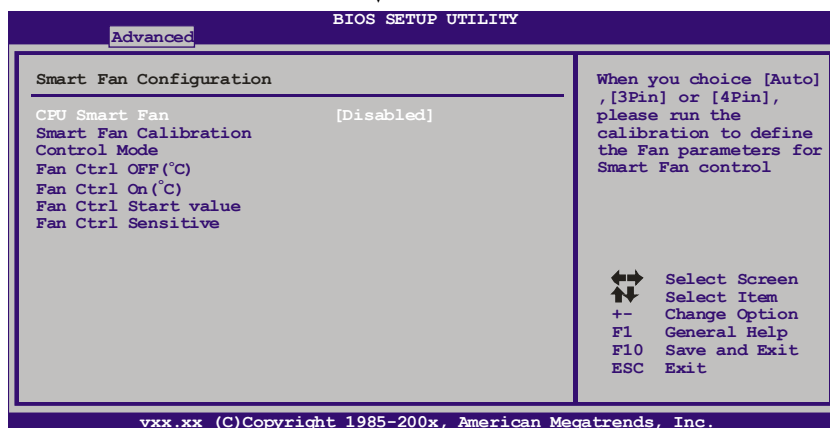 BIOS SETUP UTILITY
Advanced
Smart Fan Configuration
CPU Smart Fan [Disabled]
Smart Fan Calibration
Control Mode
Fan Ctrl OFF(°C)
Fan Ctrl On(°C)
Fan Ctrl Start value
Fan Ctrl Sensitive
When you choice [Auto]
,[3Pin] or [4Pin],
please run the
calibration to define
the Fan parameters for
Smart Fan control
Select Screen
Select Item
+- Change Option
F1 General Help
F10 Save and Exit
ESC Exit
vxx.xx (C)Copyright 1985-200x, American Megatrends, Inc.